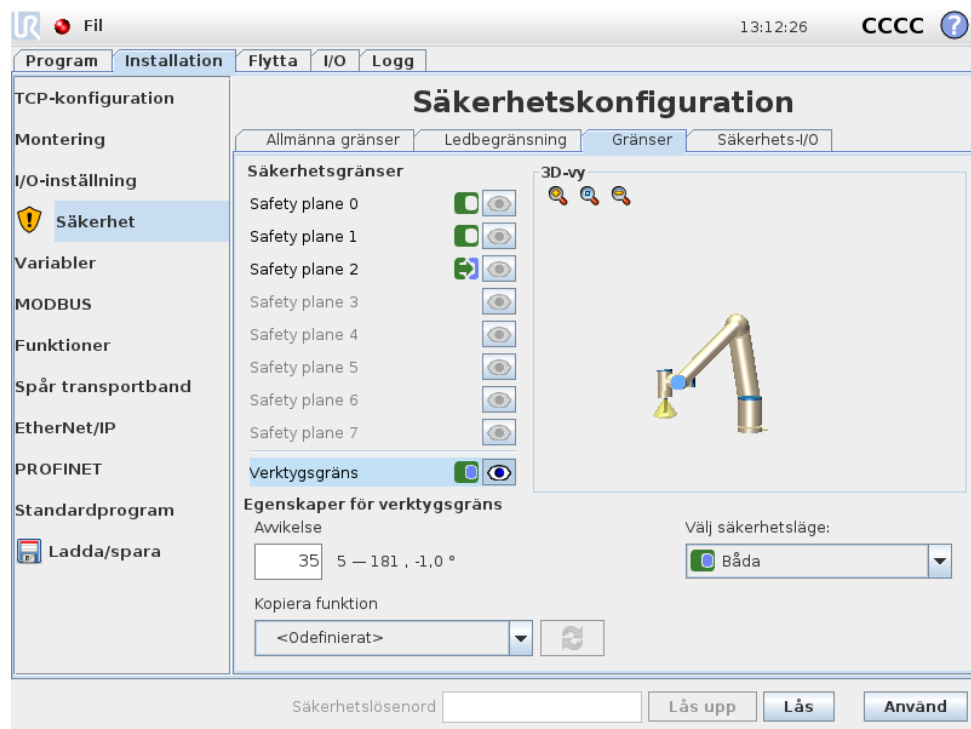 UR Fil 13:12:26 CCCC ?
Program Installation Flytta I/O Logg
TCP-konfiguration
Montering
I/O-inställning
Säkerhet
Variabler
MODBUS
Funktioner
Spår transportband
EtherNet/IP
PROFINET
Standardprogram
Ladda/spara
Säkerhetskonfiguration
Allmänna gränser Ledbegränsning Gränser Säkerhets-I/O
Säkerhetsgränser
Safety plane 0
Safety plane 1
Safety plane 2
Safety plane 3
Safety plane 4
Safety plane 5
Safety plane 6
Safety plane 7
Verktygsgräns
3D-vy
Egenskaper för verktygsgräns
Avvikelse
35 5 — 181 , -1,0 °
Välj säkerhetsläge:
Båda
Kopiera funktion
<Odefinierat>
Säkerhetslösenord Lås upp Lås Använd